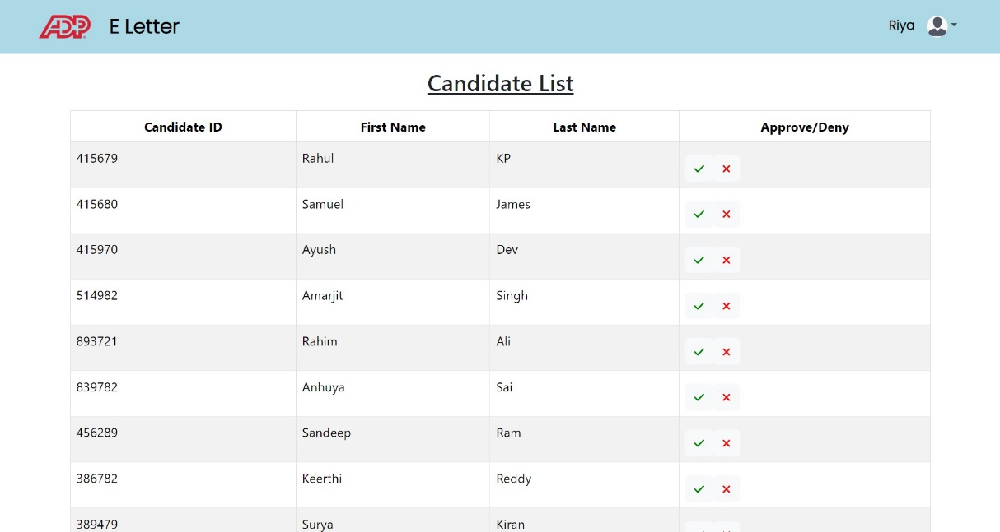 ADP E Letter Riya
Candidate List
Candidate ID First Name Last Name Approve/Deny
415679 Rahul KP
415680 Samuel James
415970 Ayush Dev
514982 Amarjit Singh
893721 Rahim Ali
839782 Anhuya Sai
456289 Sandeep Ram
386782 Keerthi Reddy
389479 Surya Kiran